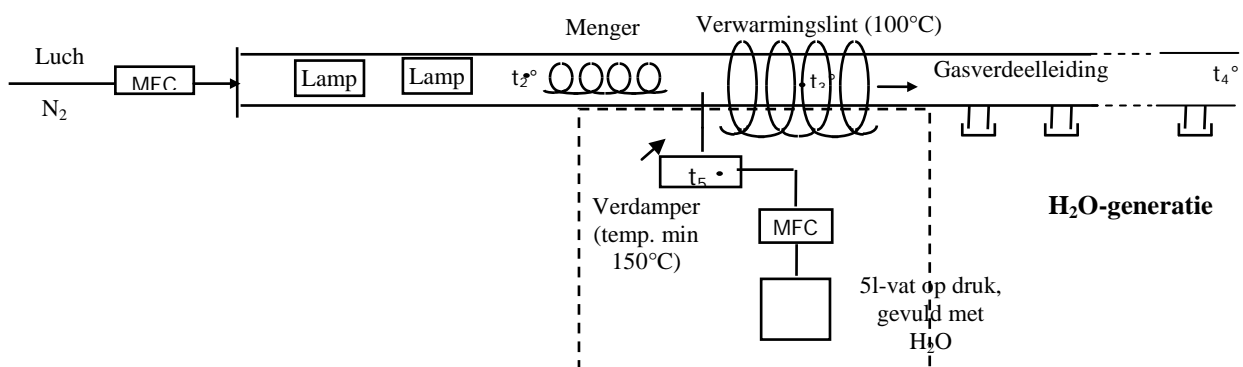 Luch
N₂
MFC
Lamp
Lamp
t₂°
Menger
Verwarmingslint (100°C)
t₃°
Gasverdeelleiding
t₄°
t₅
Verdamper
(temp. min
150°C)
MFC
5l-vat op druk,
gevuld met
H₂O
H₂O-generatie